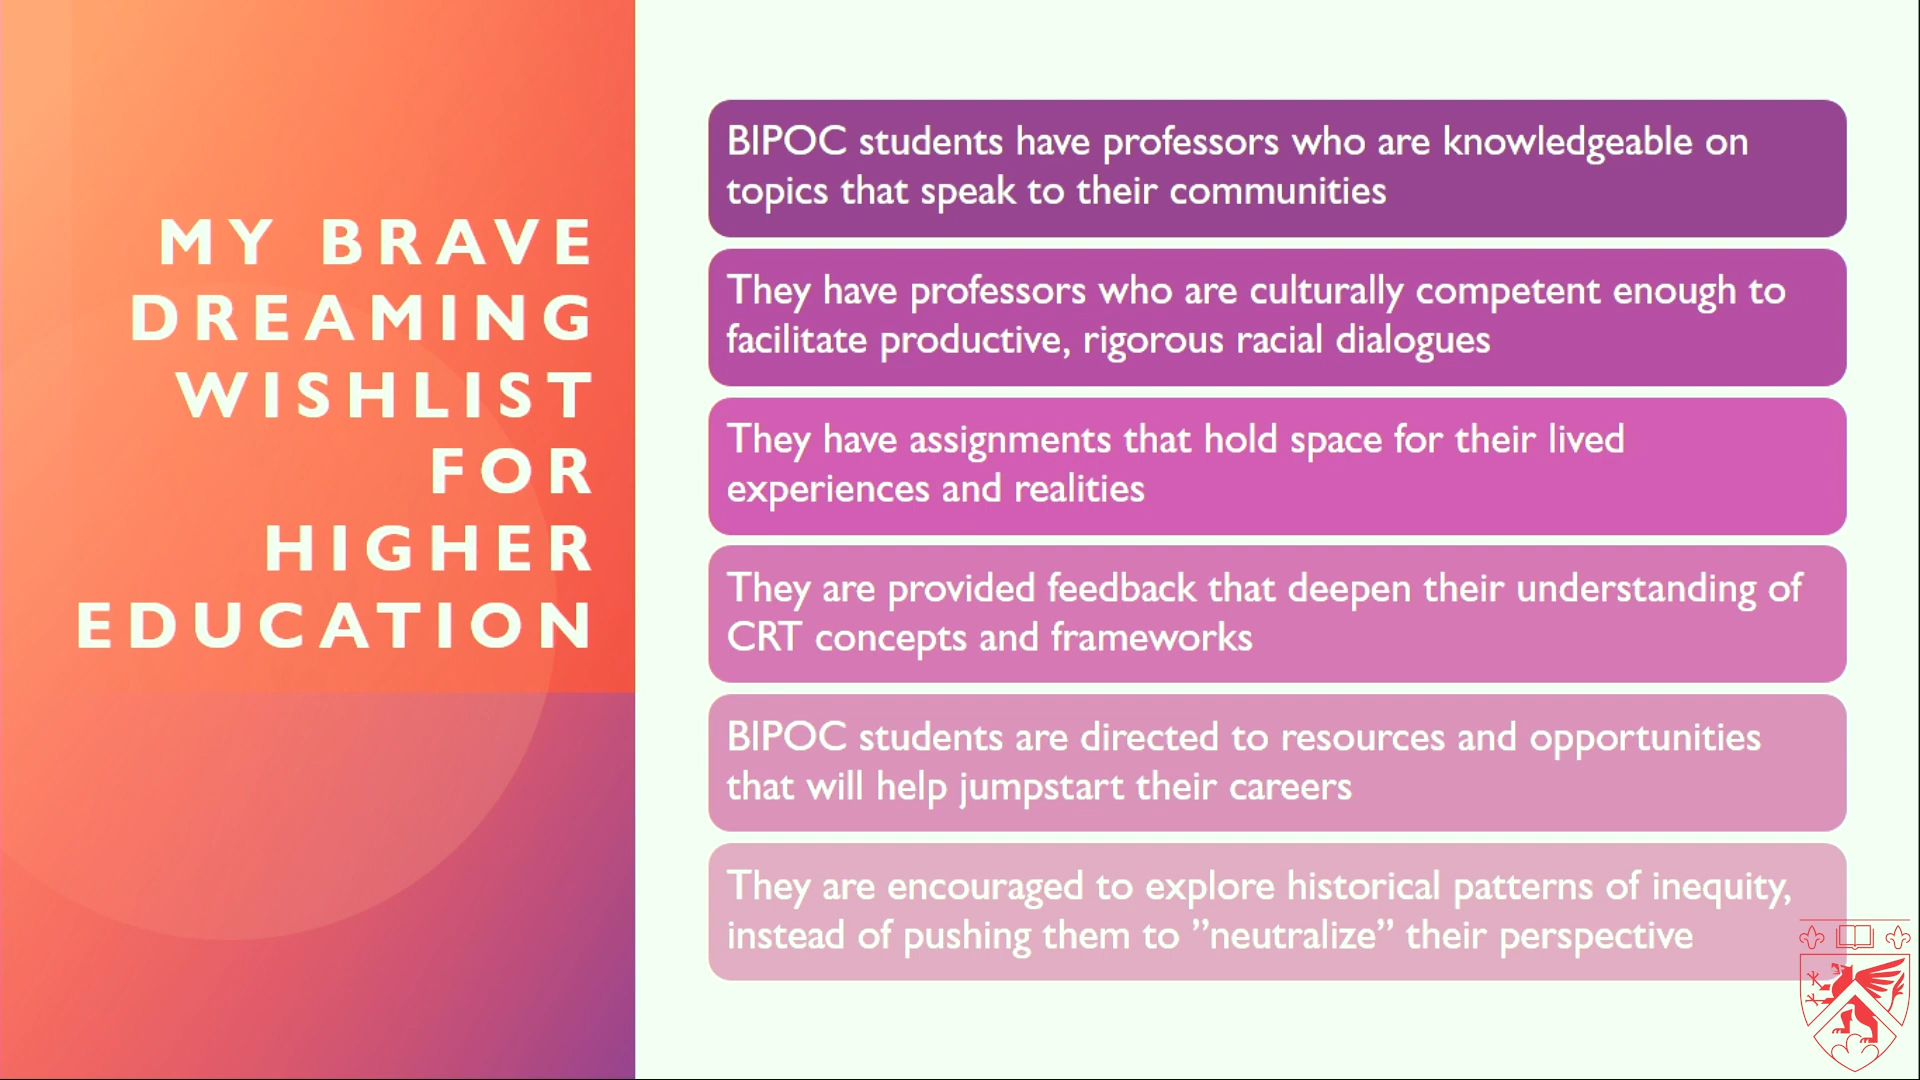 MY BRAVE
DREAMING
WISHLIST
FOR
HIGHER
EDUCATION
BIPOC students have professors who are knowledgeable on
topics that speak to their communities
They have professors who are culturally competent enough to
facilitate productive, rigorous racial dialogues
They have assignments that hold space for their lived
experiences and realities
They are provided feedback that deepen their understanding of
CRT concepts and frameworks
BIPOC students are directed to resources and opportunities
that will help jumpstart their careers
They are encouraged to explore historical patterns of inequity,
instead of pushing them to ”neutralize” their perspective